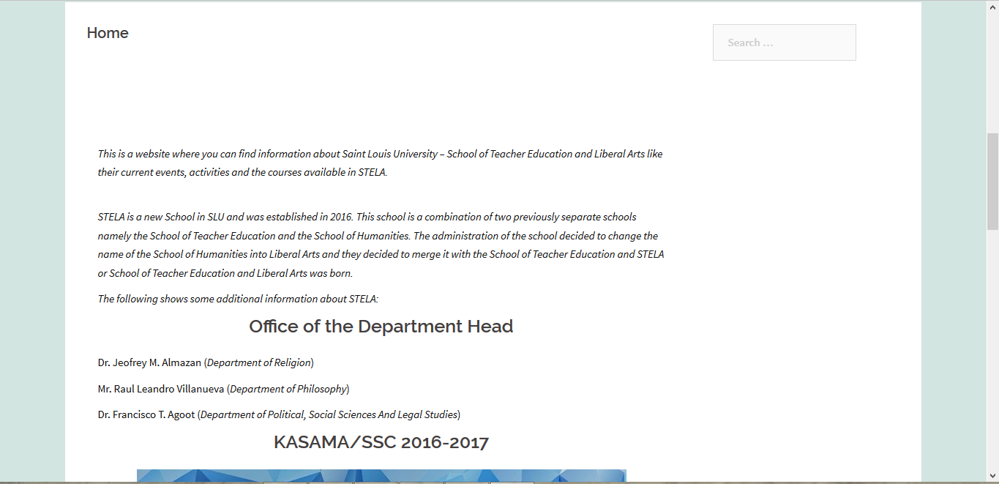 Home
Search ...
This is a website where you can find information about Saint Louis University – School of Teacher Education and Liberal Arts like
their current events, activities and the courses available in STELA.
STELA is a new School in SLU and was established in 2016. This school is a combination of two previously separate schools
namely the School of Teacher Education and the School of Humanities. The administration of the school decided to change the
name of the School of Humanities into Liberal Arts and they decided to merge it with the School of Teacher Education and STELA
or School of Teacher Education and Liberal Arts was born.
The following shows some additional information about STELA:
Office of the Department Head
Dr. Jeofrey M. Almazan (Department of Religion)
Mr. Raul Leandro Villanueva (Department of Philosophy)
Dr. Francisco T. Agoot (Department of Political, Social Sciences And Legal Studies)
KASAMA/SSC 2016-2017